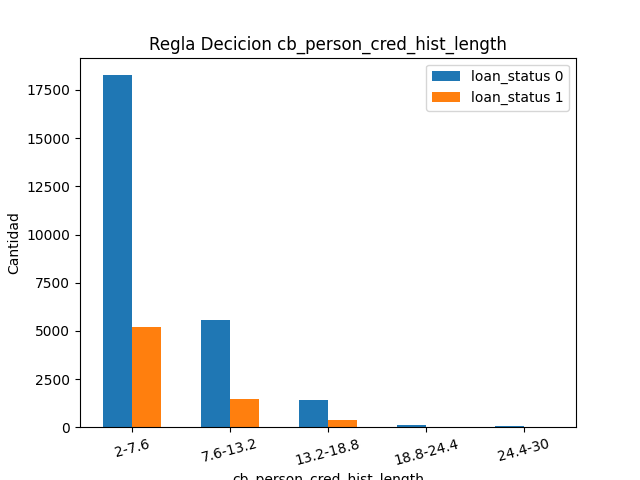 Regla Decicion cb_person_cred_hist_length
loan_status 0
loan_status 1
17500
15000
12500
10000
7500
5000
2500
0
Cantidad
2-7.6
7.6-13.2
13.2-18.8
18.8-24.4
24.4-30
cb_person_cred_hist_length